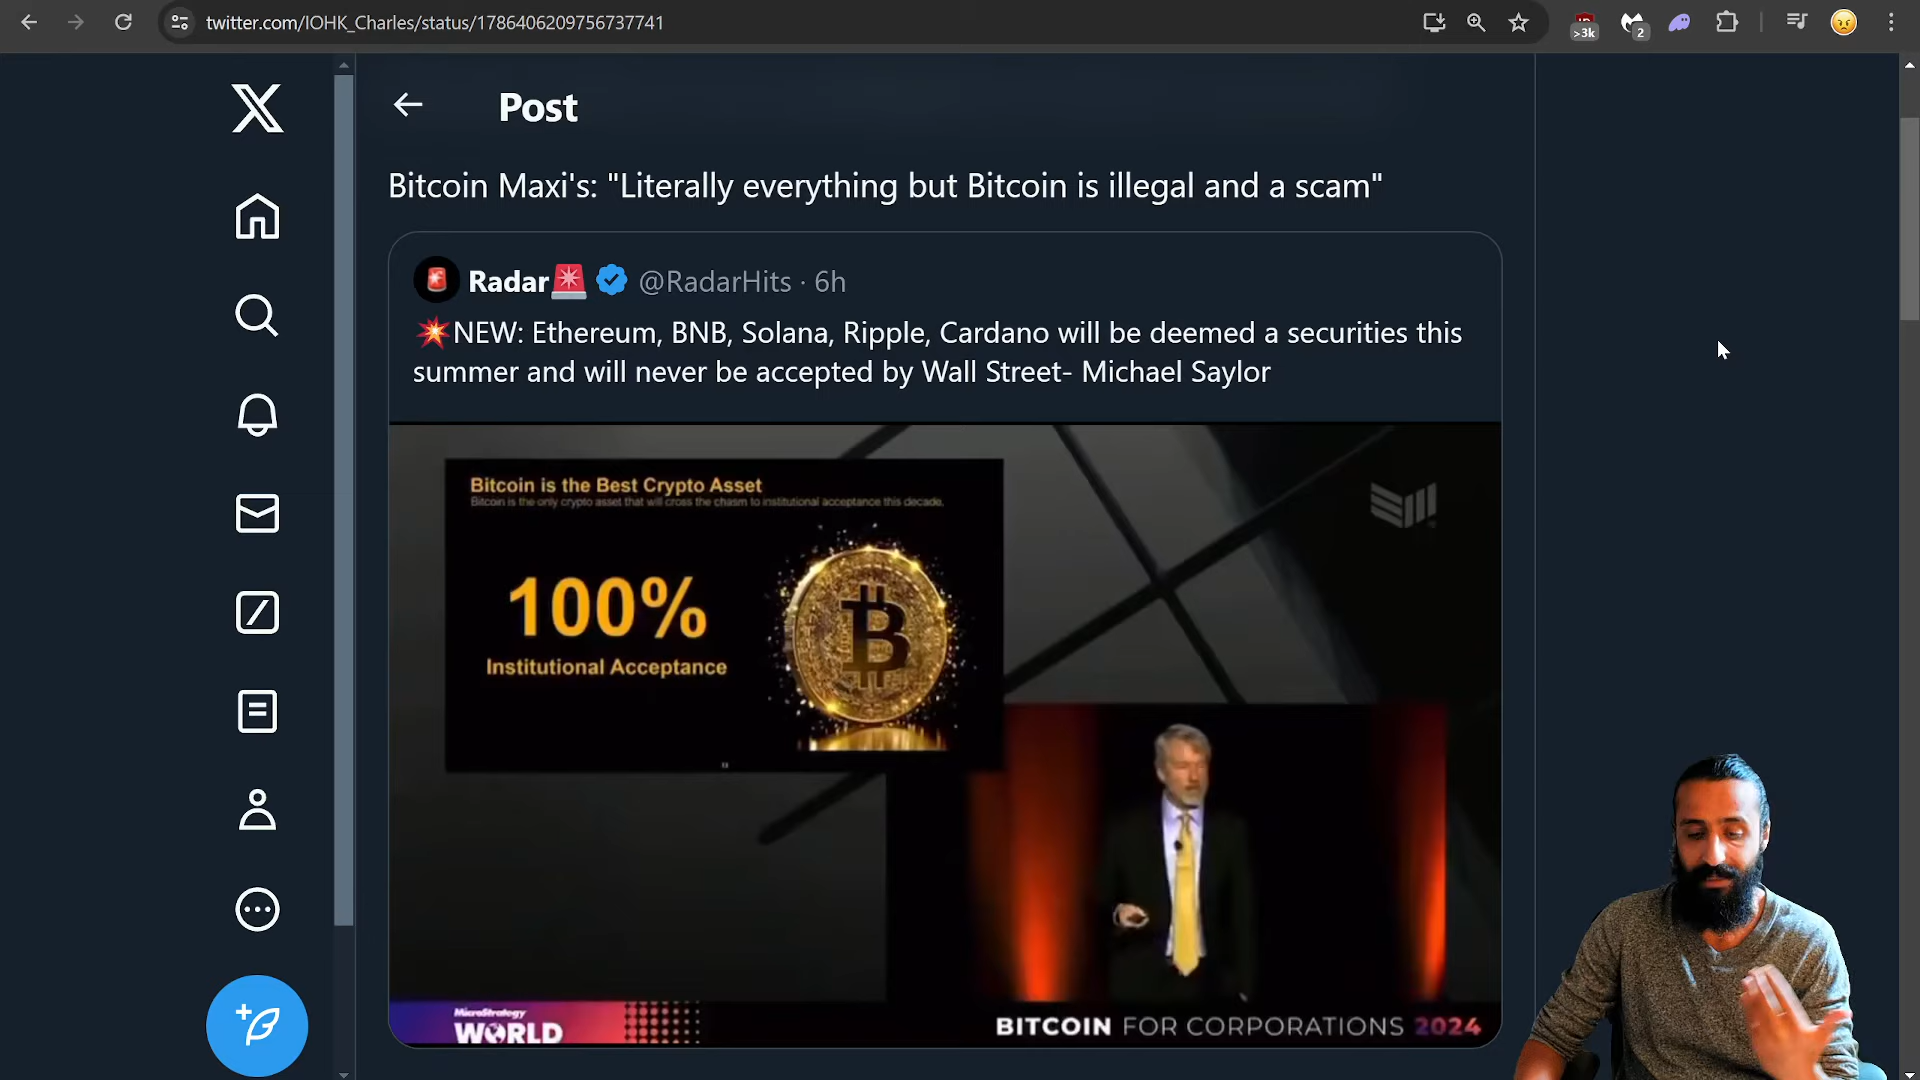 twitter.com/IOHK_Charles/status/1786406209756737741
>3k
2
Post
Bitcoin Maxi's: "Literally everything but Bitcoin is illegal and a scam"
Radar🚨 @RadarHits · 6h
💥NEW: Ethereum, BNB, Solana, Ripple, Cardano will be deemed a securities this
summer and will never be accepted by Wall Street- Michael Saylor
Bitcoin is the Best Crypto Asset
Bitcoin is the only crypto asset that will cross the chasm to institutional acceptance this decade.
100%
Institutional Acceptance
MicroStrategy
WORLD
BITCOIN FOR CORPORATIONS 2024